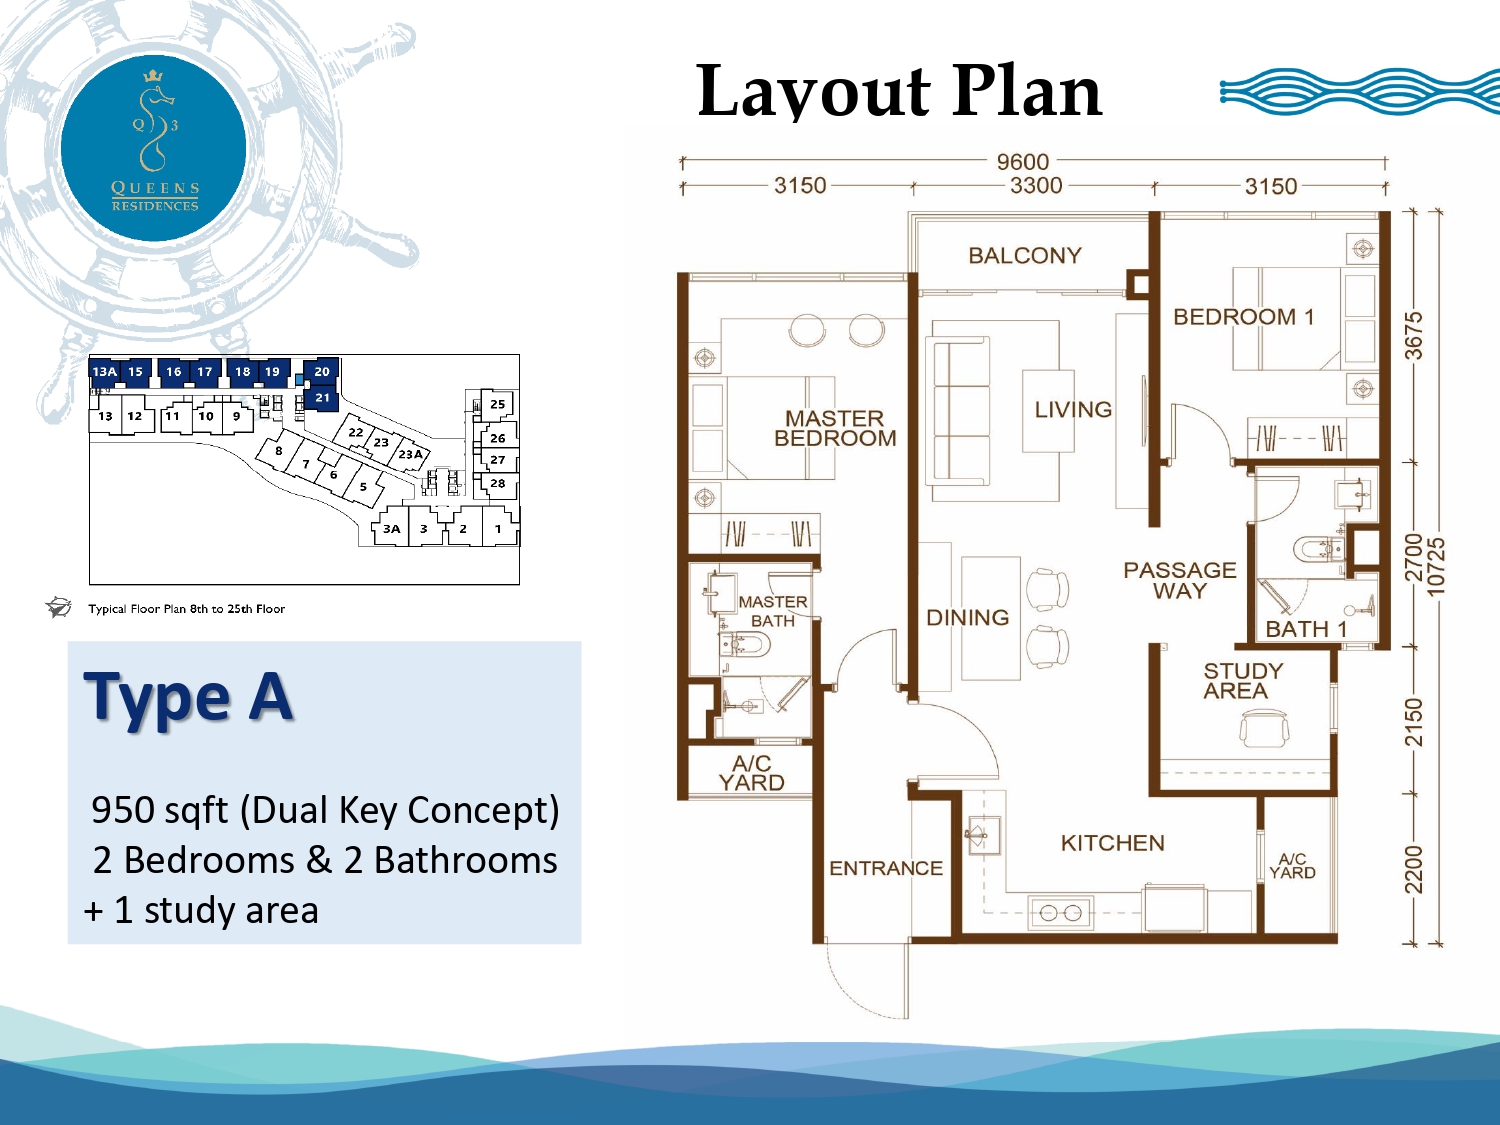 Layout Plan
Q 3
QUEENS
RESIDENCES
13A 15 16 17 18 19 20
21
13 12 11 10 9
22 23 23A
8 7 6 5
25
26
27
28
3A 3 2 1
Typical Floor Plan 8th to 25th Floor
Type A
950 sqft (Dual Key Concept)
2 Bedrooms & 2 Bathrooms
+ 1 study area
9600
3150 3300 3150
BALCONY
BEDROOM 1
MASTER
BEDROOM
LIVING
PASSAGE
WAY
MASTER
BATH
DINING
BATH 1
STUDY
AREA
A/C
YARD
KITCHEN
ENTRANCE
A/C
YARD
3675
2700
10725
2150
2200